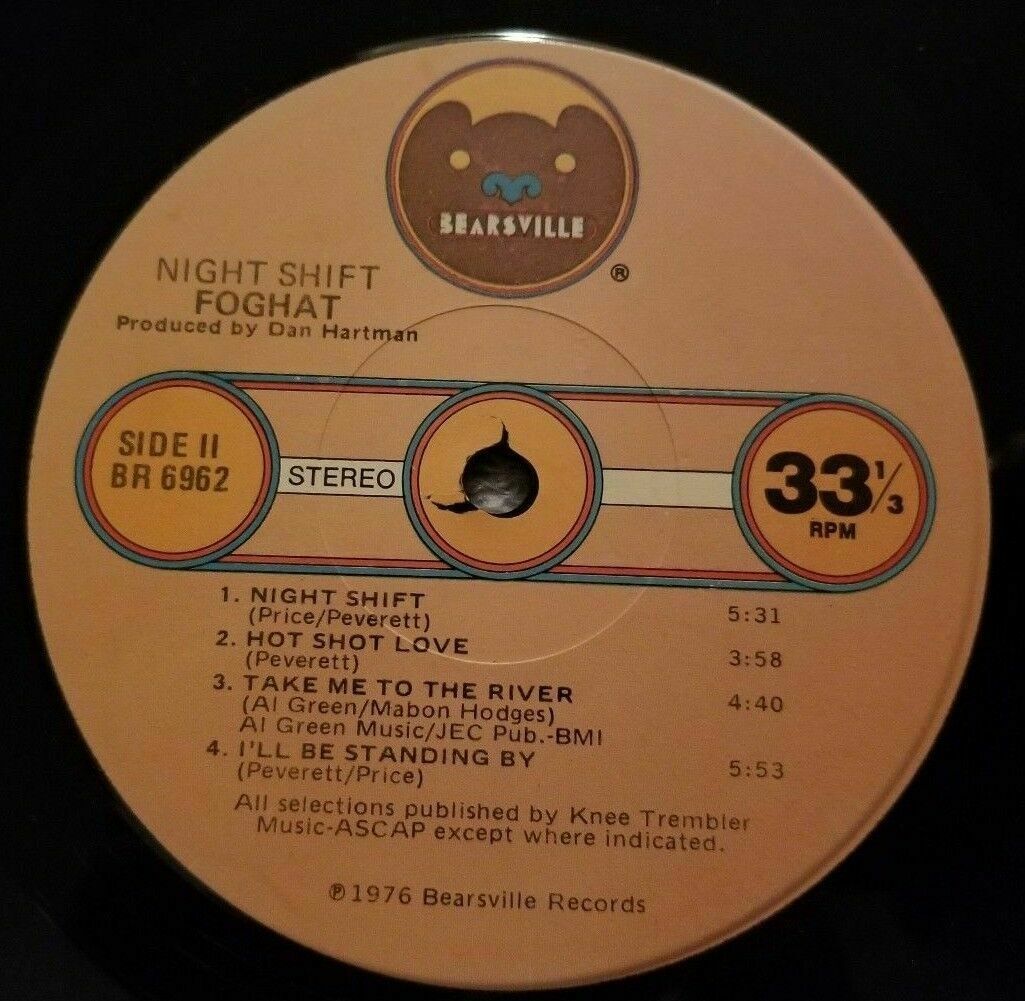 BEARSVILLE
®
NIGHT SHIFT
FOGHAT
Produced by Dan Hartman
SIDE II
BR 6962
STEREO
33 1/3
RPM
1. NIGHT SHIFT 5:31
(Price/Peverett)
2. HOT SHOT LOVE 3:58
(Peverett)
3. TAKE ME TO THE RIVER 4:40
(Al Green/Mabon Hodges)
Al Green Music/JEC Pub.-BMI
4. I'LL BE STANDING BY 5:53
(Peverett/Price)
All selections published by Knee Trembler
Music-ASCAP except where indicated.
℗1976 Bearsville Records